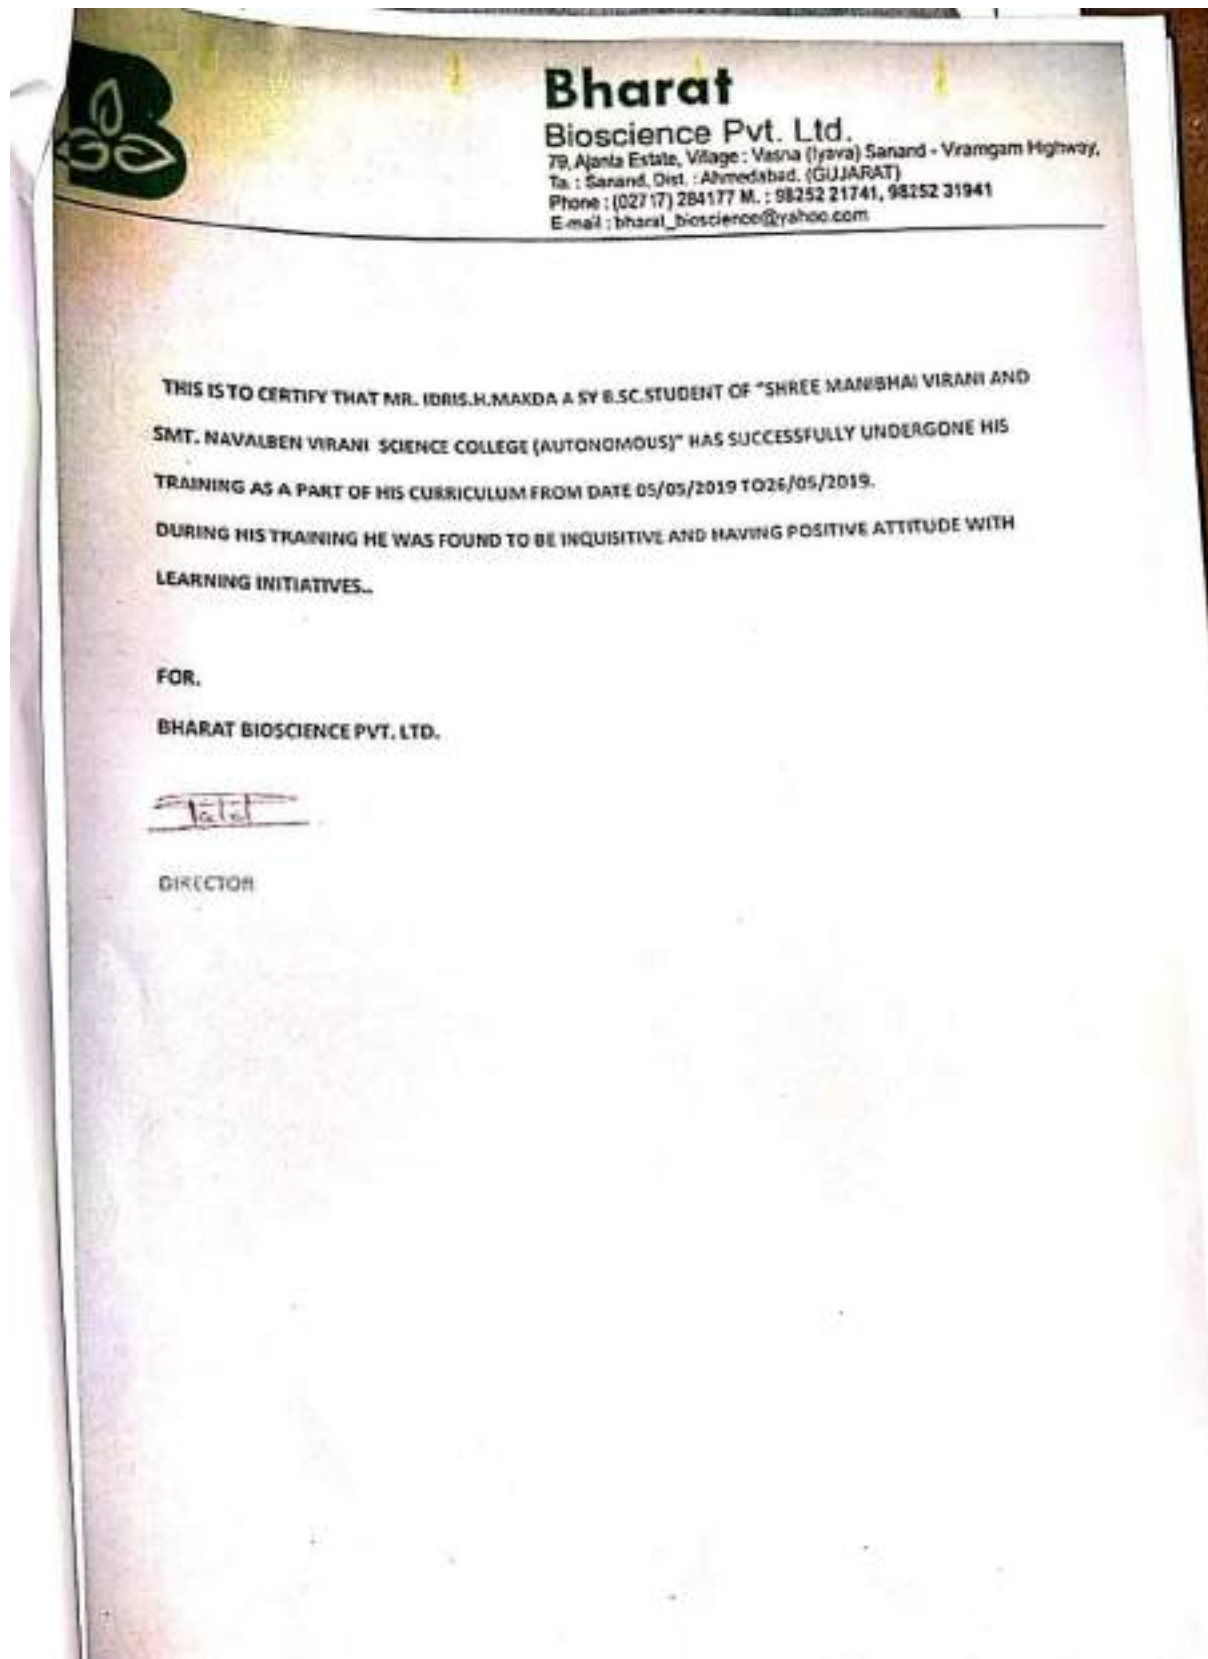 Bharat
Bioscience Pvt. Ltd.
79, Ajanta Estate, Village : Vasna (Iyava) Sanand - Viramgam Highway,
Ta. : Sanand, Dist. : Ahmedabad. (GUJARAT)
Phone : (02717) 284177 M. : 98252 21741, 98252 31941
E-mail : bharat_bioscience@yahoo.com
THIS IS TO CERTIFY THAT MR. IDRIS.H.MAKDA A SY B.SC.STUDENT OF "SHREE MANIBHAI VIRANI AND
SMT. NAVALBEN VIRANI SCIENCE COLLEGE (AUTONOMOUS)" HAS SUCCESSFULLY UNDERGONE HIS
TRAINING AS A PART OF HIS CURRICULUM FROM DATE 05/05/2019 TO26/05/2019.
DURING HIS TRAINING HE WAS FOUND TO BE INQUISITIVE AND HAVING POSITIVE ATTITUDE WITH
LEARNING INITIATIVES..
FOR.
BHARAT BIOSCIENCE PVT. LTD.
DIRECTOR